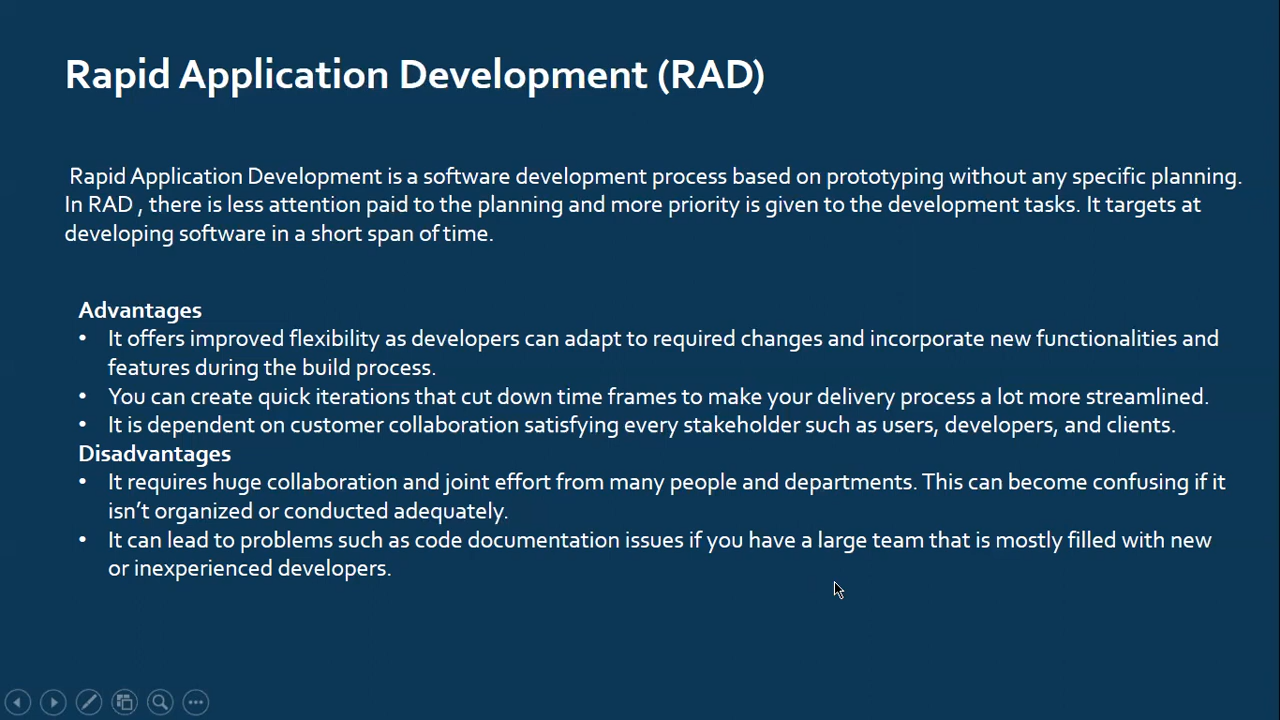 Rapid Application Development (RAD)
Rapid Application Development is a software development process based on prototyping without any specific planning.
In RAD , there is less attention paid to the planning and more priority is given to the development tasks. It targets at
developing software in a short span of time.
Advantages
• It offers improved flexibility as developers can adapt to required changes and incorporate new functionalities and
features during the build process.
• You can create quick iterations that cut down time frames to make your delivery process a lot more streamlined.
• It is dependent on customer collaboration satisfying every stakeholder such as users, developers, and clients.
Disadvantages
• It requires huge collaboration and joint effort from many people and departments. This can become confusing if it
isn’t organized or conducted adequately.
• It can lead to problems such as code documentation issues if you have a large team that is mostly filled with new
or inexperienced developers.